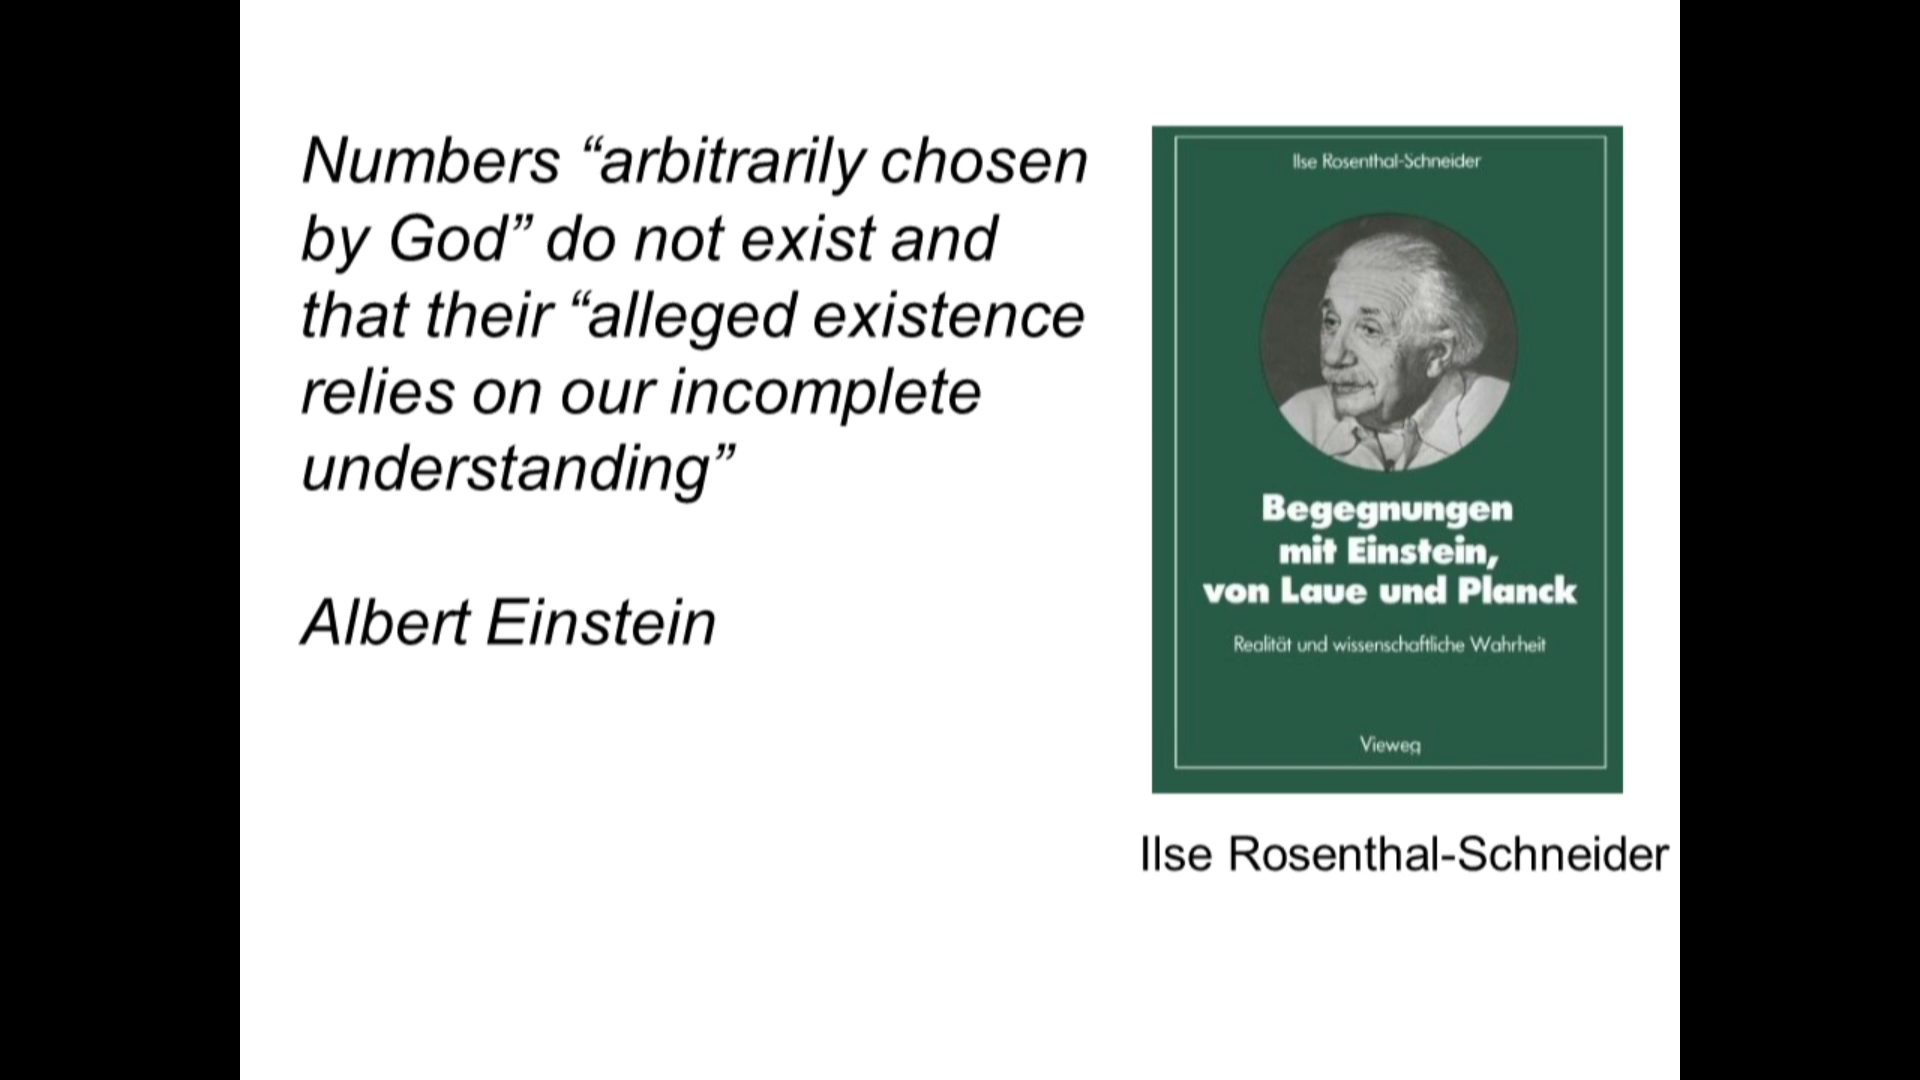 Numbers “arbitrarily chosen
by God” do not exist and
that their “alleged existence
relies on our incomplete
understanding”
Albert Einstein
Ilse Rosenthal-Schneider
Begegnungen
mit Einstein,
von Laue und Planck
Realität und wissenschaftliche Wahrheit
Vieweg
Ilse Rosenthal-Schneider